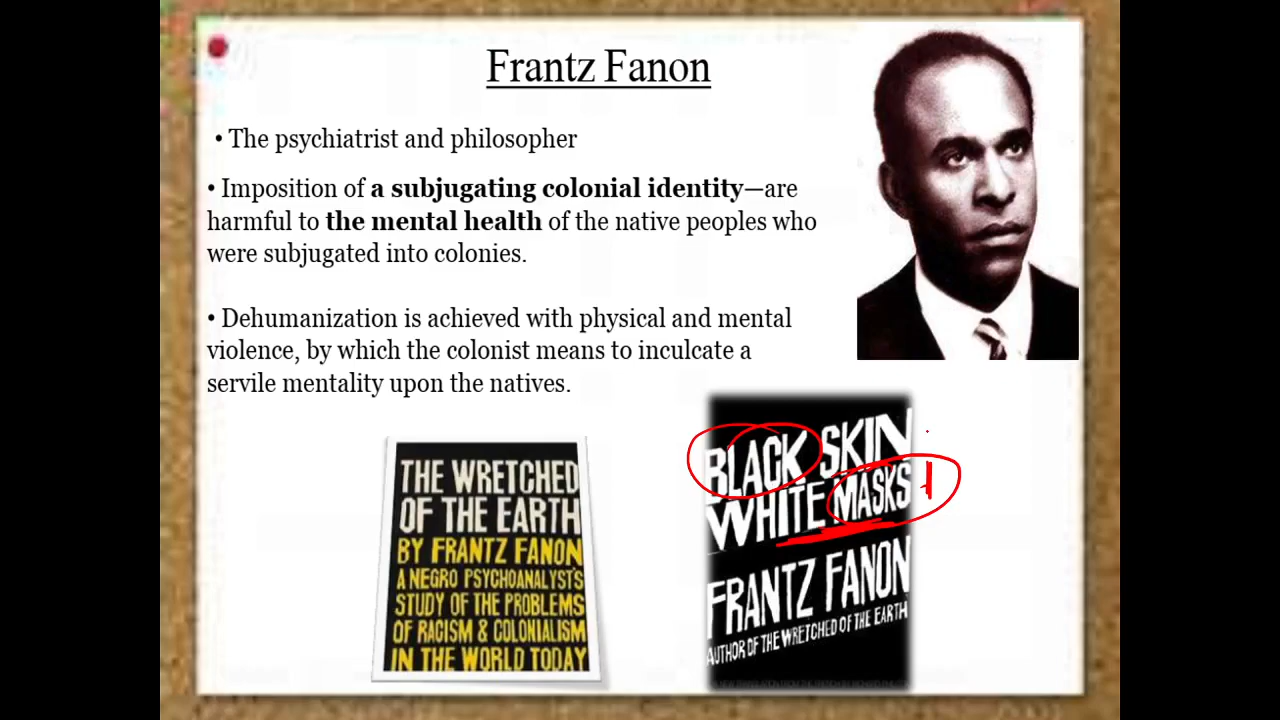 Frantz Fanon
• The psychiatrist and philosopher
• Imposition of a subjugating colonial identity—are
harmful to the mental health of the native peoples who
were subjugated into colonies.
• Dehumanization is achieved with physical and mental
violence, by which the colonist means to inculcate a
servile mentality upon the natives.
THE WRETCHED
OF THE EARTH
BY FRANTZ FANON
A NEGRO PSYCHOANALYST'S
STUDY OF THE PROBLEMS
OF RACISM & COLONIALISM
IN THE WORLD TODAY
BLACK SKIN
WHITE MASKS
FRANTZ FANON
AUTHOR OF THE WRETCHED OF THE EARTH